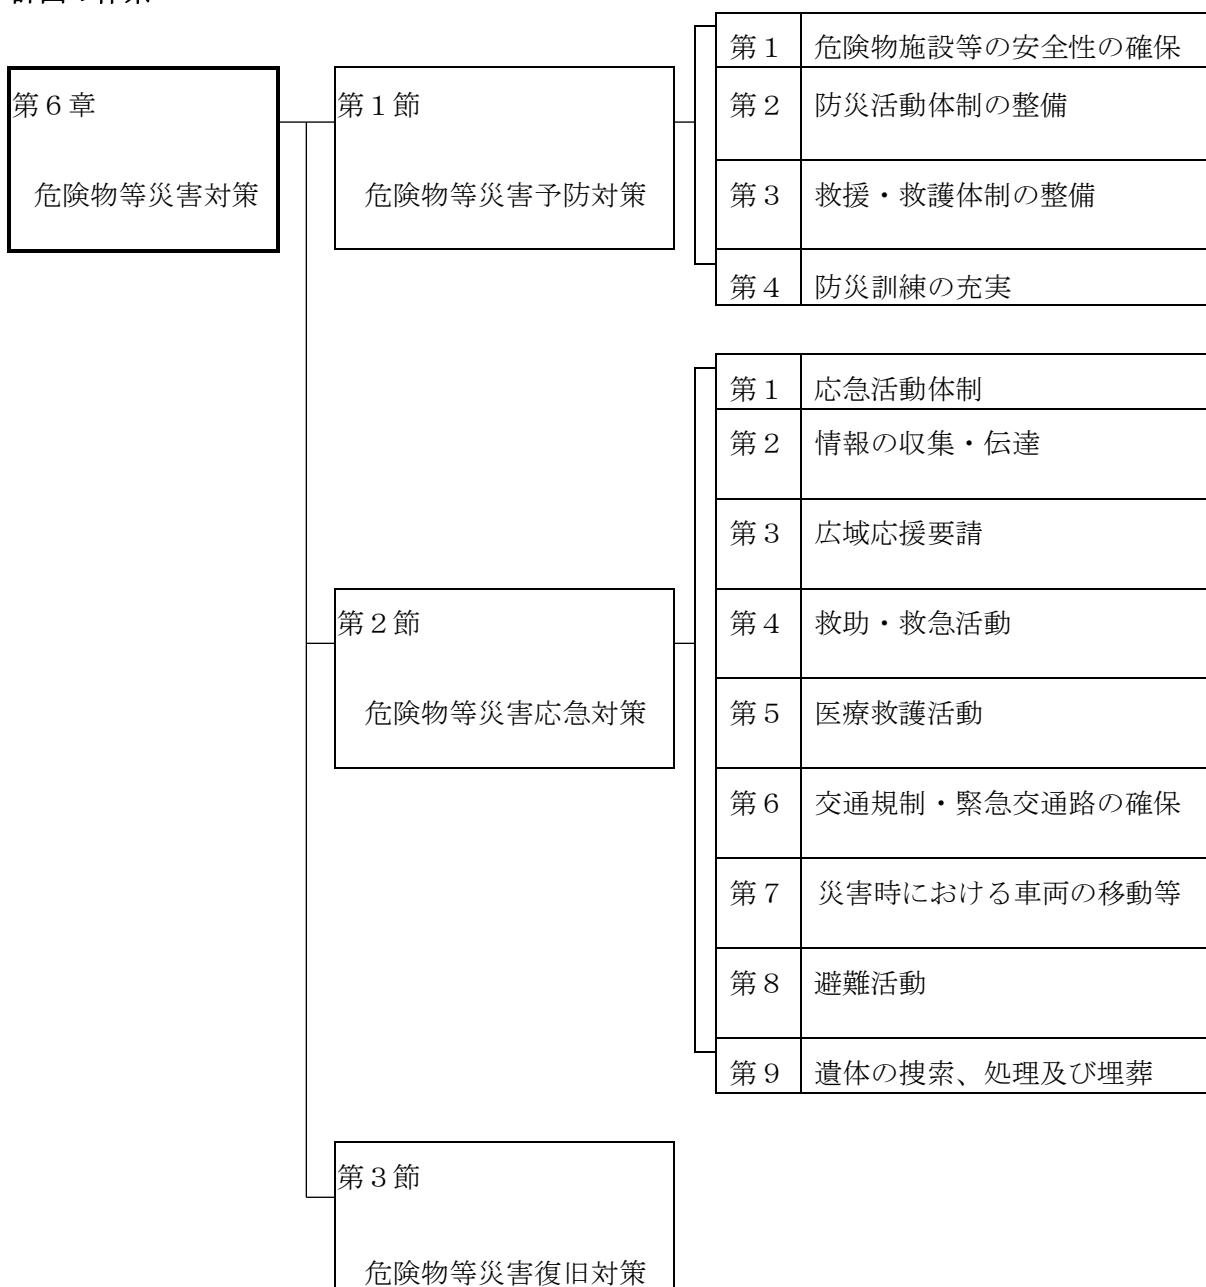 第６章
危険物等災害対策
第１節
危険物等災害予防対策
第１ 危険物施設等の安全性の確保
第２ 防災活動体制の整備
第３ 救援・救護体制の整備
第４ 防災訓練の充実
第２節
危険物等災害応急対策
第１ 応急活動体制
第２ 情報の収集・伝達
第３ 広域応援要請
第４ 救助・救急活動
第５ 医療救護活動
第６ 交通規制・緊急交通路の確保
第７ 災害時における車両の移動等
第８ 避難活動
第９ 遺体の捜索、処理及び埋葬
第３節
危険物等災害復旧対策